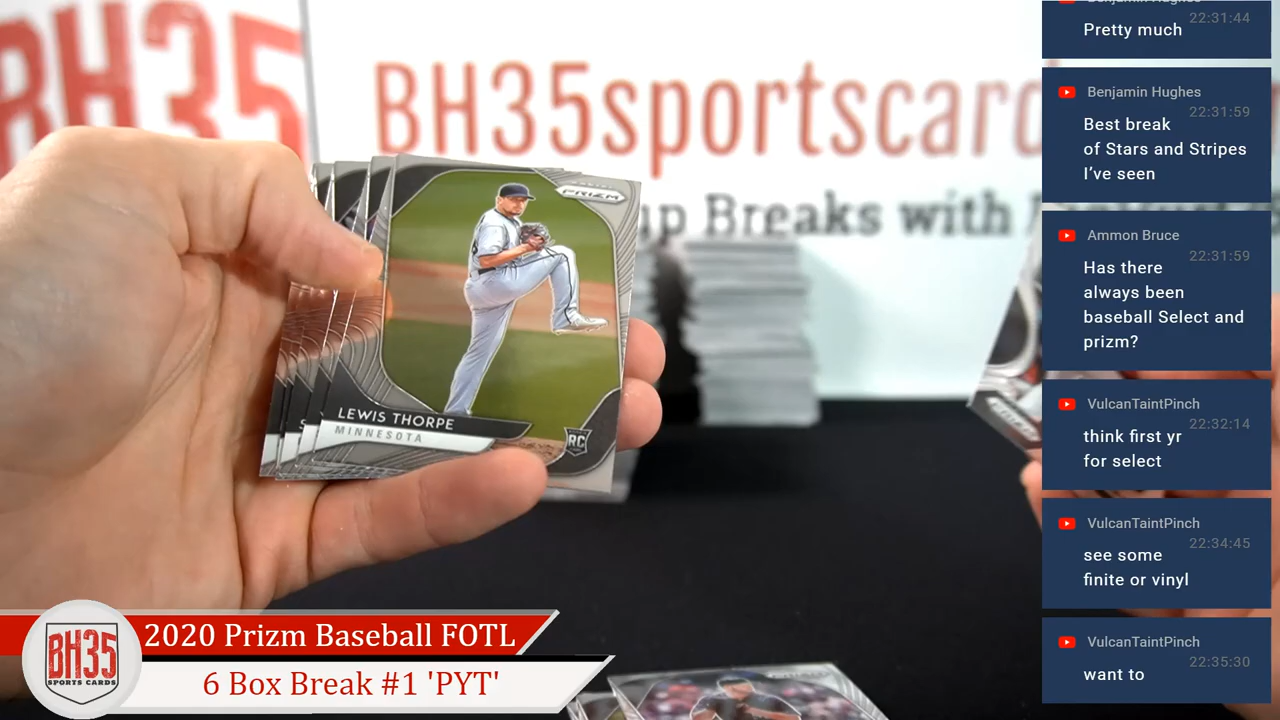 BH35
BH35sportscard
up Breaks with
PRIZM
LEWIS THORPE
MINNESOTA
RC
BH35
SPORTS CARDS
2020 Prizm Baseball FOTL
6 Box Break #1 'PYT'
Benjamin Hughes
22:31:44
Pretty much
Benjamin Hughes
22:31:59
Best break
of Stars and Stripes
I've seen
Ammon Bruce
22:31:59
Has there
always been
baseball Select and
prizm?
VulcanTaintPinch
22:32:14
think first yr
for select
VulcanTaintPinch
22:34:45
see some
finite or vinyl
VulcanTaintPinch
22:35:30
want to